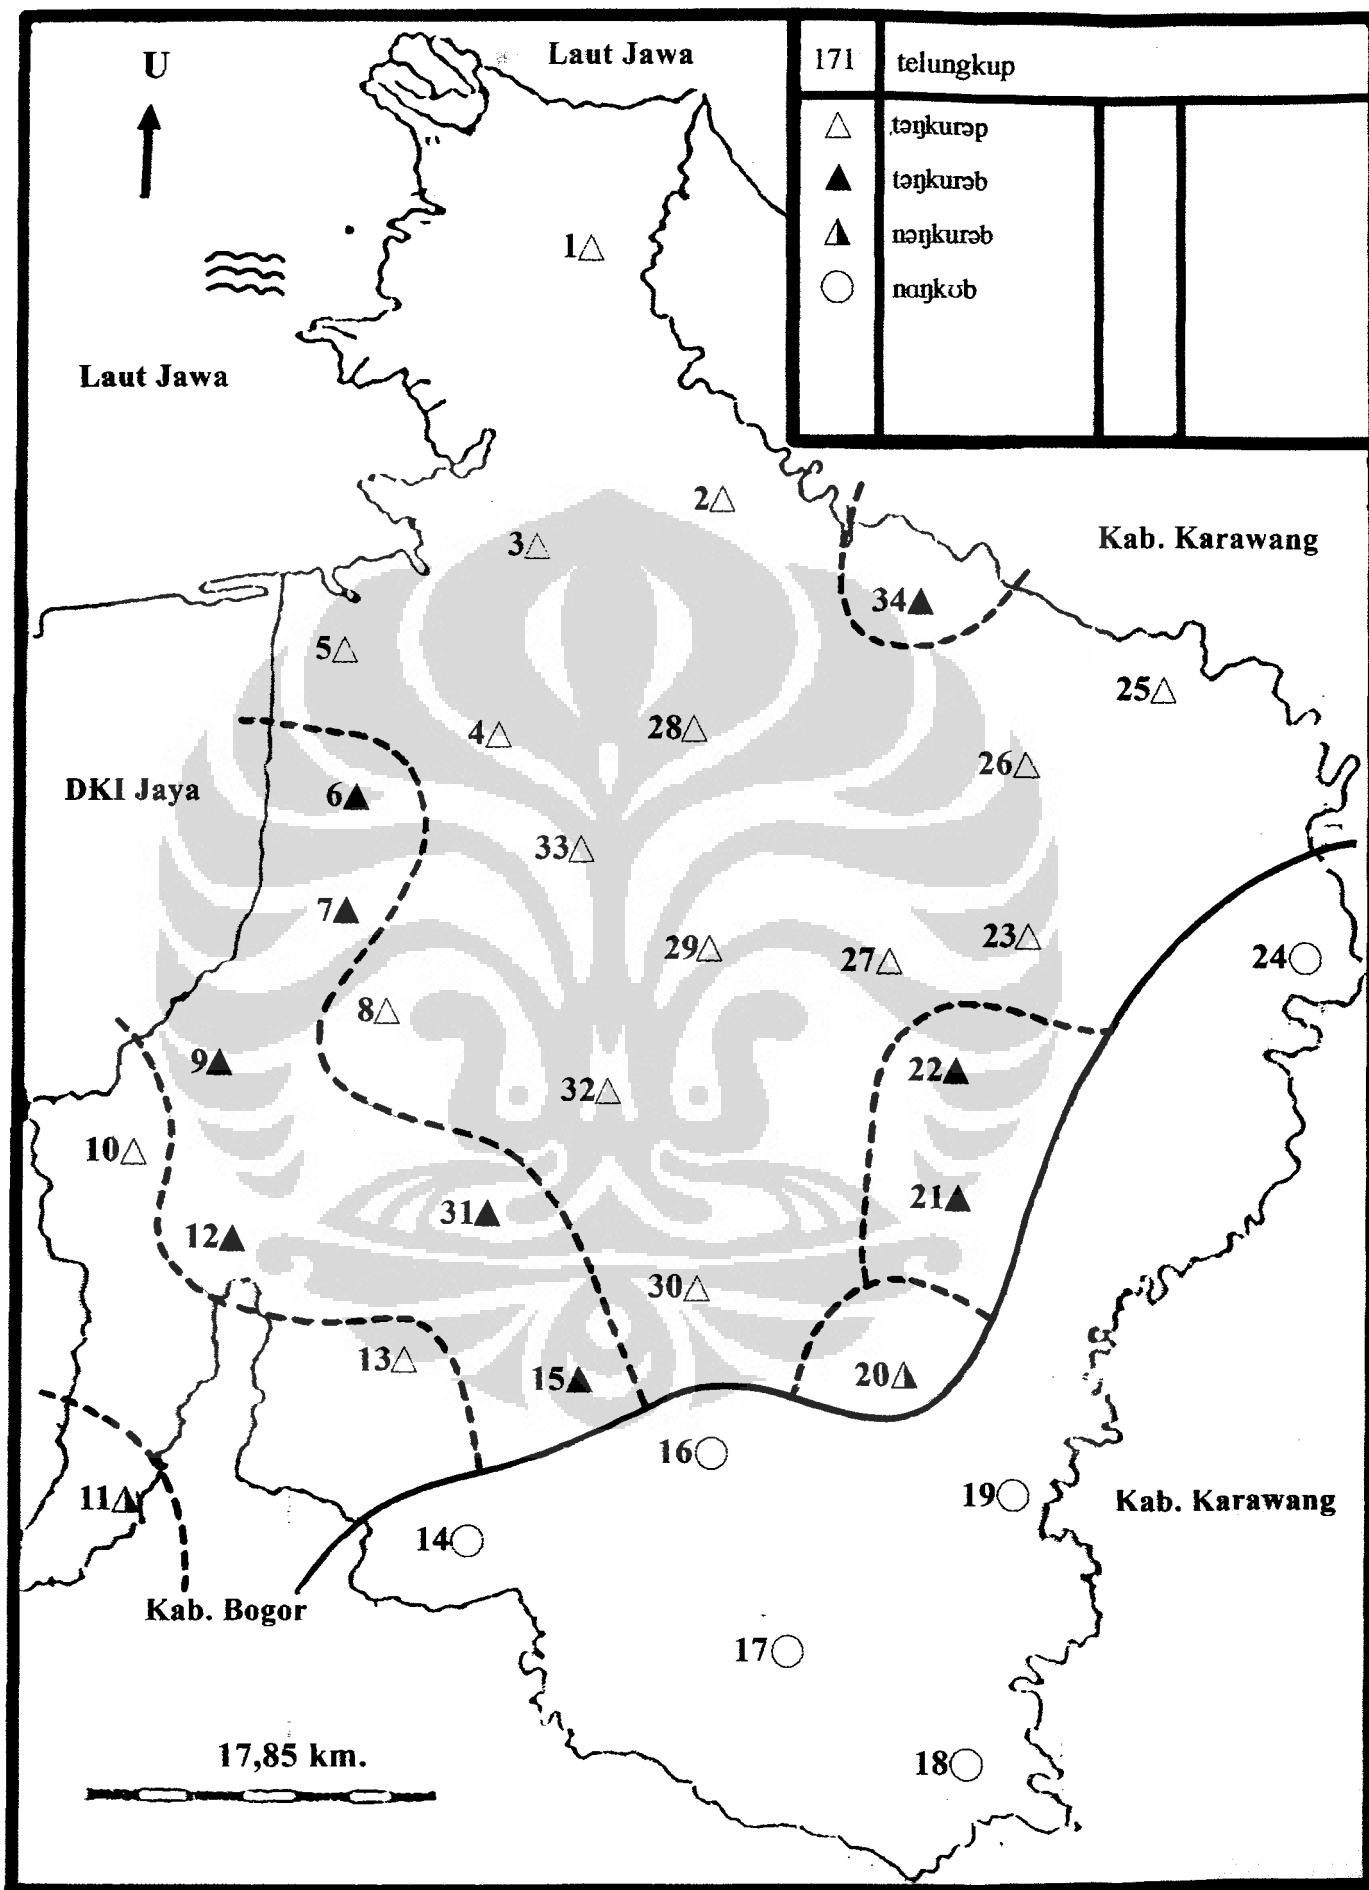 U
Laut Jawa
171 telungkup
△ təŋkurəp
▲ təŋkurəb
nəŋkurəb
○ nɑŋkʊb
1△
Laut Jawa
2△
3△
Kab. Karawang
34▲
5△
25△
4△
28△
26△
DKI Jaya
6▲
33△
7▲
29△
27△
23△
24○
8△
9▲
22▲
32△
10△
21▲
31▲
12▲
30△
13△
15▲
20
16○
11
19○
Kab. Karawang
14○
Kab. Bogor
17○
17,85 km.
18○